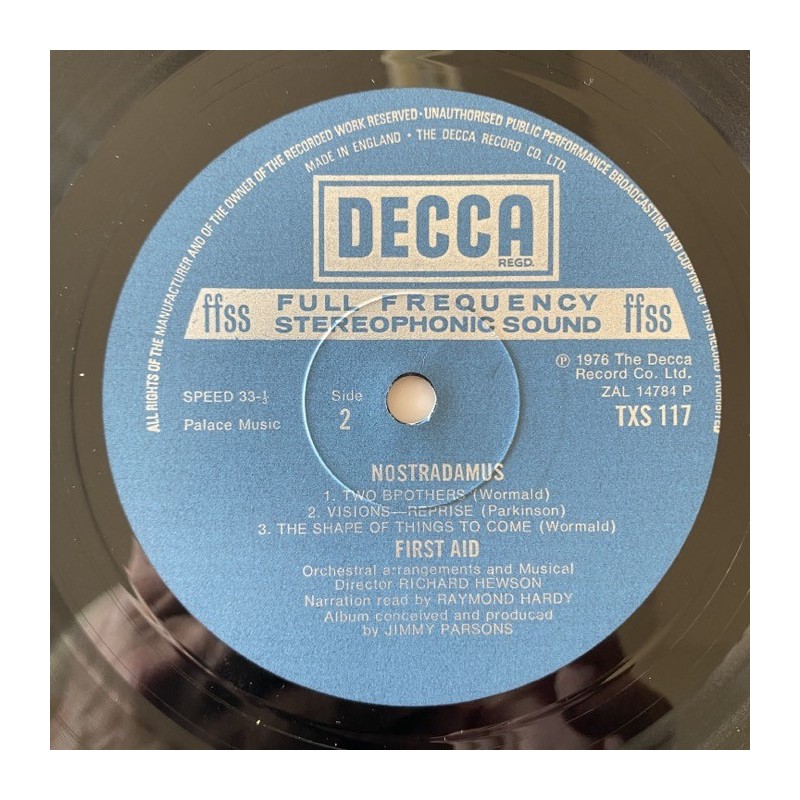 ALL RIGHTS OF THE MANUFACTURER AND OF THE OWNER OF THE RECORDED WORK RESERVED · UNAUTHORISED PUBLIC PERFORMANCE BROADCASTING AND COPYING OF THIS RECORD PROHIBITED
MADE IN ENGLAND · THE DECCA RECORD CO. LTD.
DECCA
REGD.
ffss FULL FREQUENCY STEREOPHONIC SOUND ffss
SPEED 33-⅓
Palace Music
Side
2
Ⓟ 1976 The Decca
Record Co. Ltd.
ZAL 14784 P
TXS 117
NOSTRADAMUS
1. TWO BROTHERS (Wormald)
2. VISIONS—REPRISE (Parkinson)
3. THE SHAPE OF THINGS TO COME (Wormald)
FIRST AID
Orchestral arrangements and Musical
Director RICHARD HEWSON
Narration read by RAYMOND HARDY
Album conceived and produced
by JIMMY PARSONS